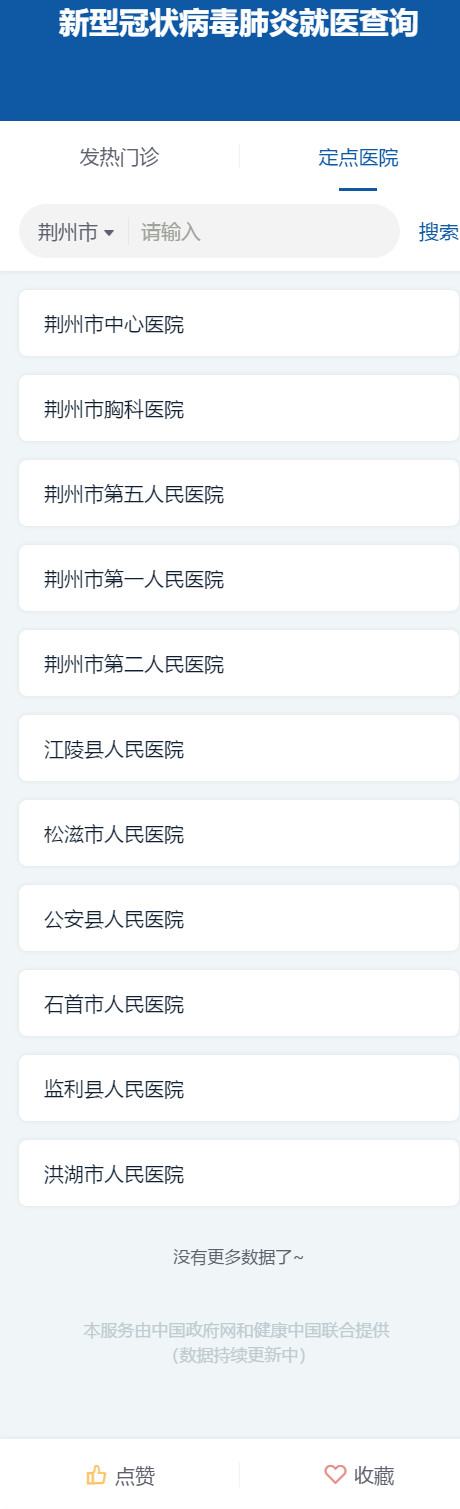 新型冠状病毒肺炎就医查询
发热门诊
定点医院
荆州市
请输入
搜索
荆州市中心医院
荆州市胸科医院
荆州市第五人民医院
荆州市第一人民医院
荆州市第二人民医院
江陵县人民医院
松滋市人民医院
公安县人民医院
石首市人民医院
监利县人民医院
洪湖市人民医院
没有更多数据了~
本服务由中国政府网和健康中国联合提供
（数据持续更新中）
点赞
收藏